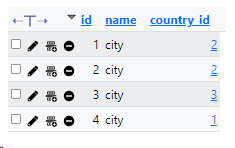 id name country_id
1 city 2
2 city 2
3 city 3
4 city 1